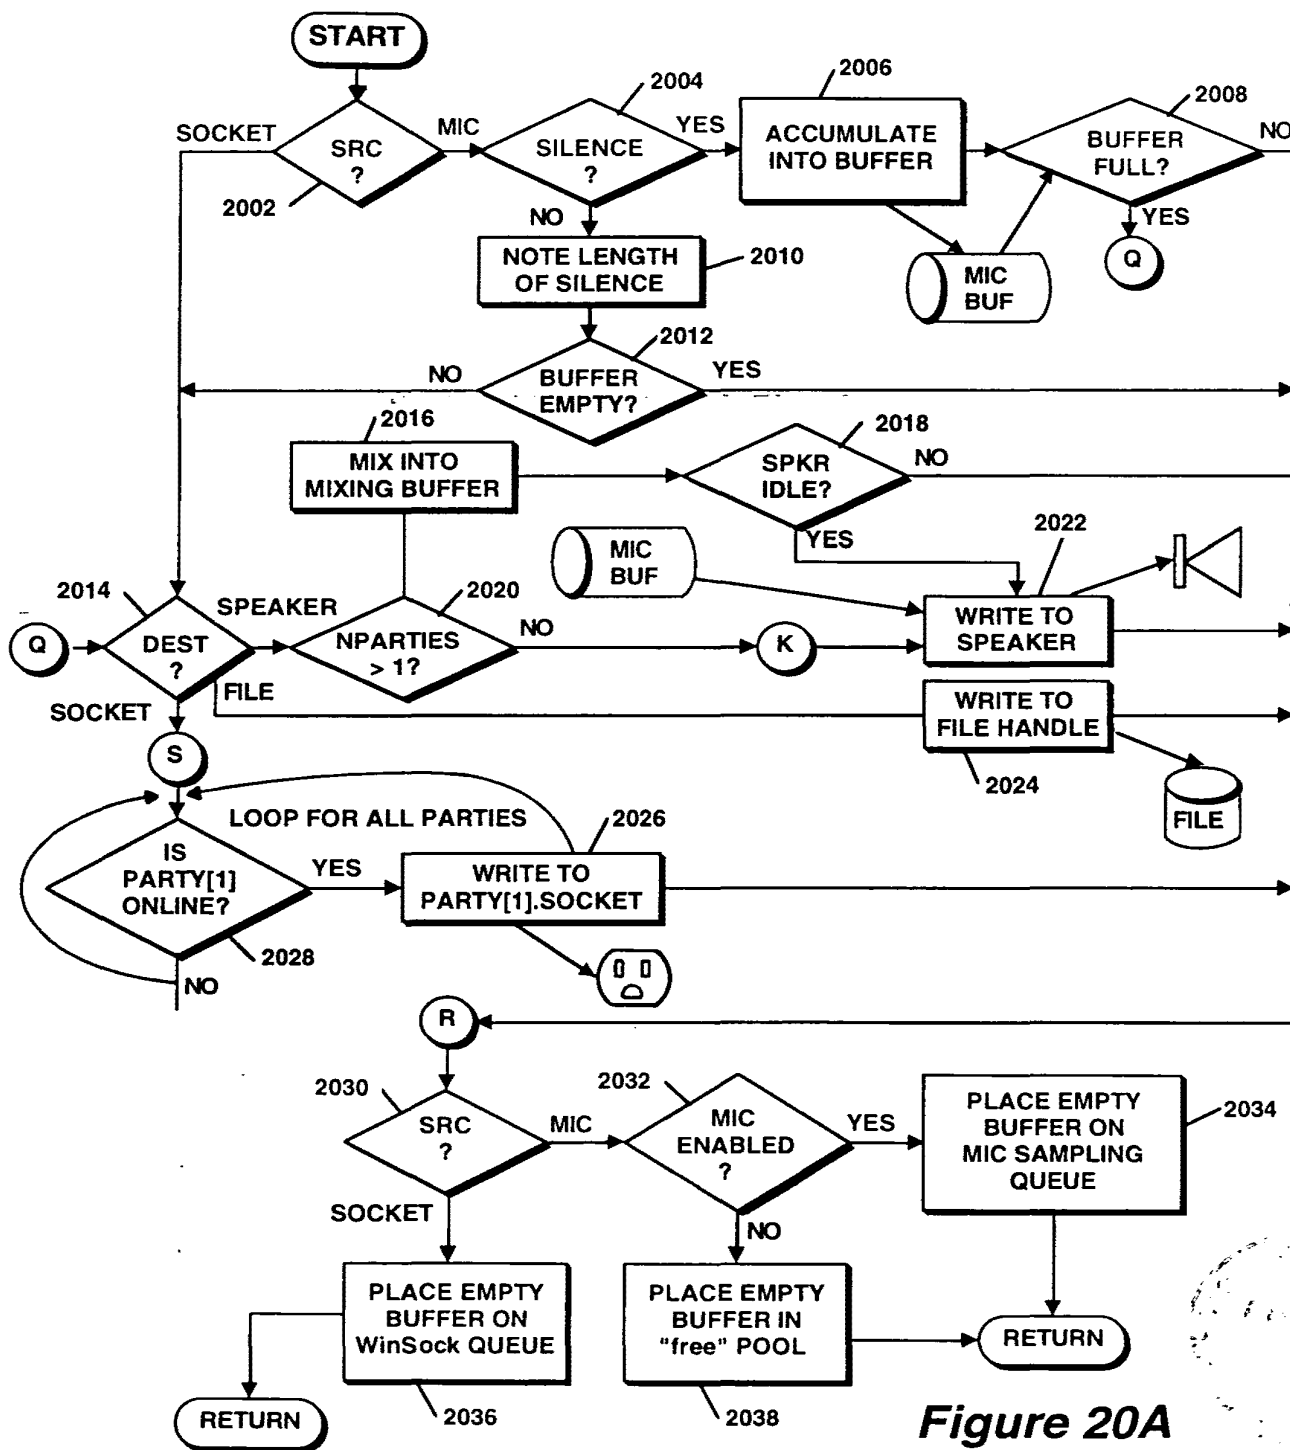 START
SOCKET
SRC
?
2002
MIC
SILENCE
?
2004
YES
NO
ACCUMULATE
INTO BUFFER
2006
BUFFER
FULL?
2008
NO
YES
Q
MIC
BUF
NOTE LENGTH
OF SILENCE
2010
BUFFER
EMPTY?
2012
NO
YES
2016
MIX INTO
MIXING BUFFER
SPKR
IDLE?
2018
NO
YES
MIC
BUF
2022
WRITE TO
SPEAKER
Q
2014
DEST
?
SPEAKER
NPARTIES
> 1?
2020
NO
K
FILE
WRITE TO
FILE HANDLE
2024
FILE
SOCKET
S
LOOP FOR ALL PARTIES
IS
PARTY[1]
ONLINE?
2028
YES
NO
WRITE TO
PARTY[1].SOCKET
2026
R
2030
SRC
?
MIC
SOCKET
2032
MIC
ENABLED
?
YES
NO
PLACE EMPTY
BUFFER ON
MIC SAMPLING
QUEUE
2034
PLACE EMPTY
BUFFER ON
WinSock QUEUE
2036
PLACE EMPTY
BUFFER IN
"free" POOL
2038
RETURN
RETURN
Figure 20A